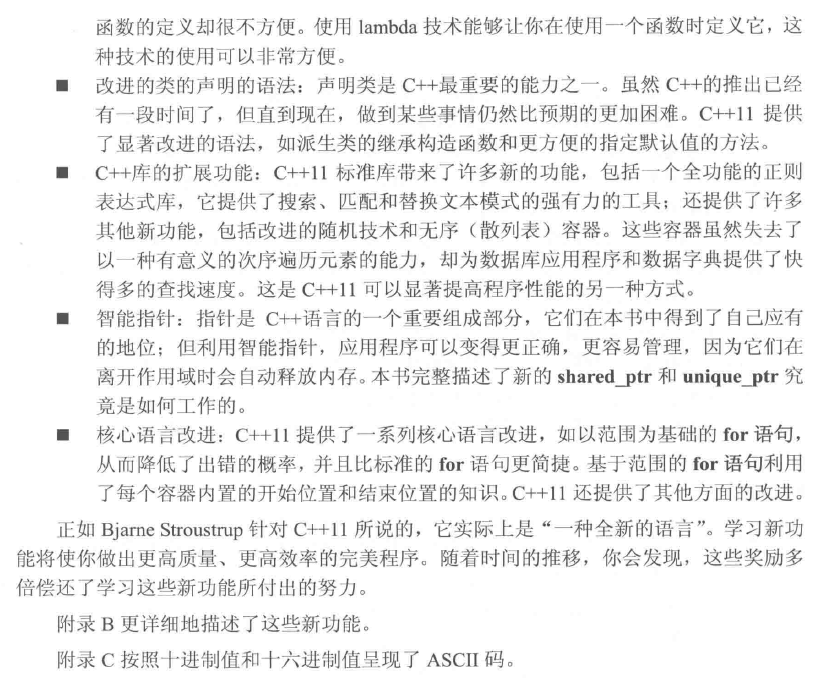 函数的定义却很不方便。使用 lambda 技术能够让你在使用一个函数时定义它，这
种技术的使用可以非常方便。
■ 改进的类的声明的语法：声明类是 C++最重要的能力之一。虽然 C++的推出已经
有一段时间了，但直到现在，做到某些事情仍然比预期的更加困难。C++11 提供
了显著改进的语法，如派生类的继承构造函数和更方便的指定默认值的方法。
■ C++库的扩展功能：C++11 标准库带来了许多新的功能，包括一个全功能的正则
表达式库，它提供了搜索、匹配和替换文本模式的强有力的工具；还提供了许多
其他新功能，包括改进的随机技术和无序（散列表）容器。这些容器虽然失去了
以一种有意义的次序遍历元素的能力，却为数据库应用程序和数据字典提供了快
得多的查找速度。这是 C++11 可以显著提高程序性能的另一种方式。
■ 智能指针：指针是 C++语言的一个重要组成部分，它们在本书中得到了自己应有
的地位；但利用智能指针，应用程序可以变得更正确，更容易管理，因为它们在
离开作用域时会自动释放内存。本书完整描述了新的 shared_ptr 和 unique_ptr 究
竟是如何工作的。
■ 核心语言改进：C++11 提供了一系列核心语言改进，如以范围为基础的 for 语句，
从而降低了出错的概率，并且比标准的 for 语句更简捷。基于范围的 for 语句利用
了每个容器内置的开始位置和结束位置的知识。C++11 还提供了其他方面的改进。
正如 Bjarne Stroustrup 针对 C++11 所说的，它实际上是“一种全新的语言”。学习新功
能将使你做出更高质量、更高效率的完美程序。随着时间的推移，你会发现，这些奖励多
倍偿还了学习这些新功能所付出的努力。
附录 B 更详细地描述了这些新功能。
附录 C 按照十进制值和十六进制值呈现了 ASCII 码。